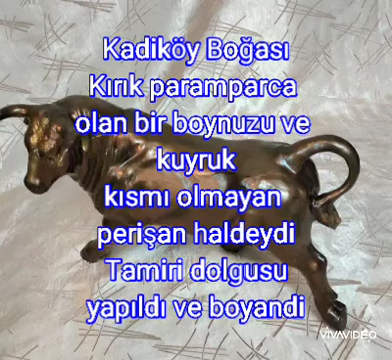 Kadiköy Boğası
Kırık paramparca
olan bir boynuzu ve
kuyruk
kısmı olmayan
perişan haldeydi
Tamiri dolgusu
yapıldı ve boyandi
VIVAVIDEO